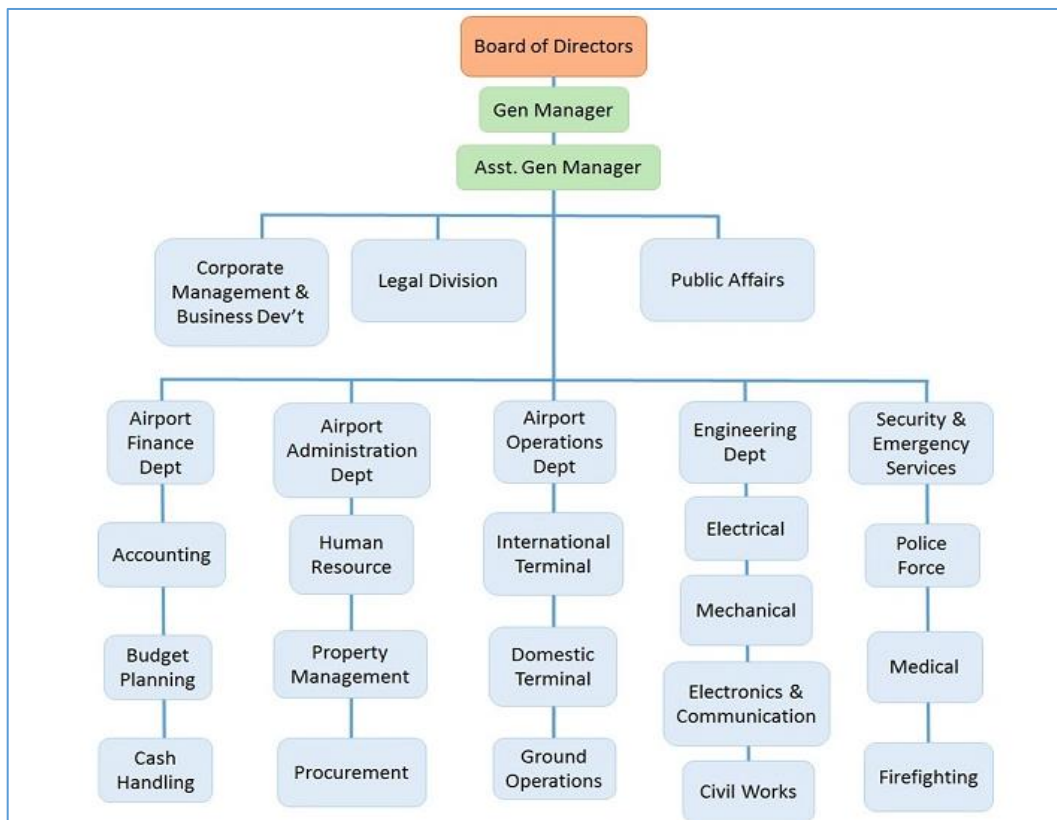 Board of Directors
Gen Manager
Asst. Gen Manager
Corporate
Management &
Business Dev’t
Legal Division
Public Affairs
Airport
Finance
Dept
Airport
Administration
Dept
Airport
Operations
Dept
Engineering
Dept
Security &
Emergency
Services
Accounting
Human
Resource
International
Terminal
Electrical
Police
Force
Mechanical
Budget
Planning
Property
Management
Domestic
Terminal
Medical
Electronics &
Communication
Cash
Handling
Procurement
Ground
Operations
Civil Works
Firefighting